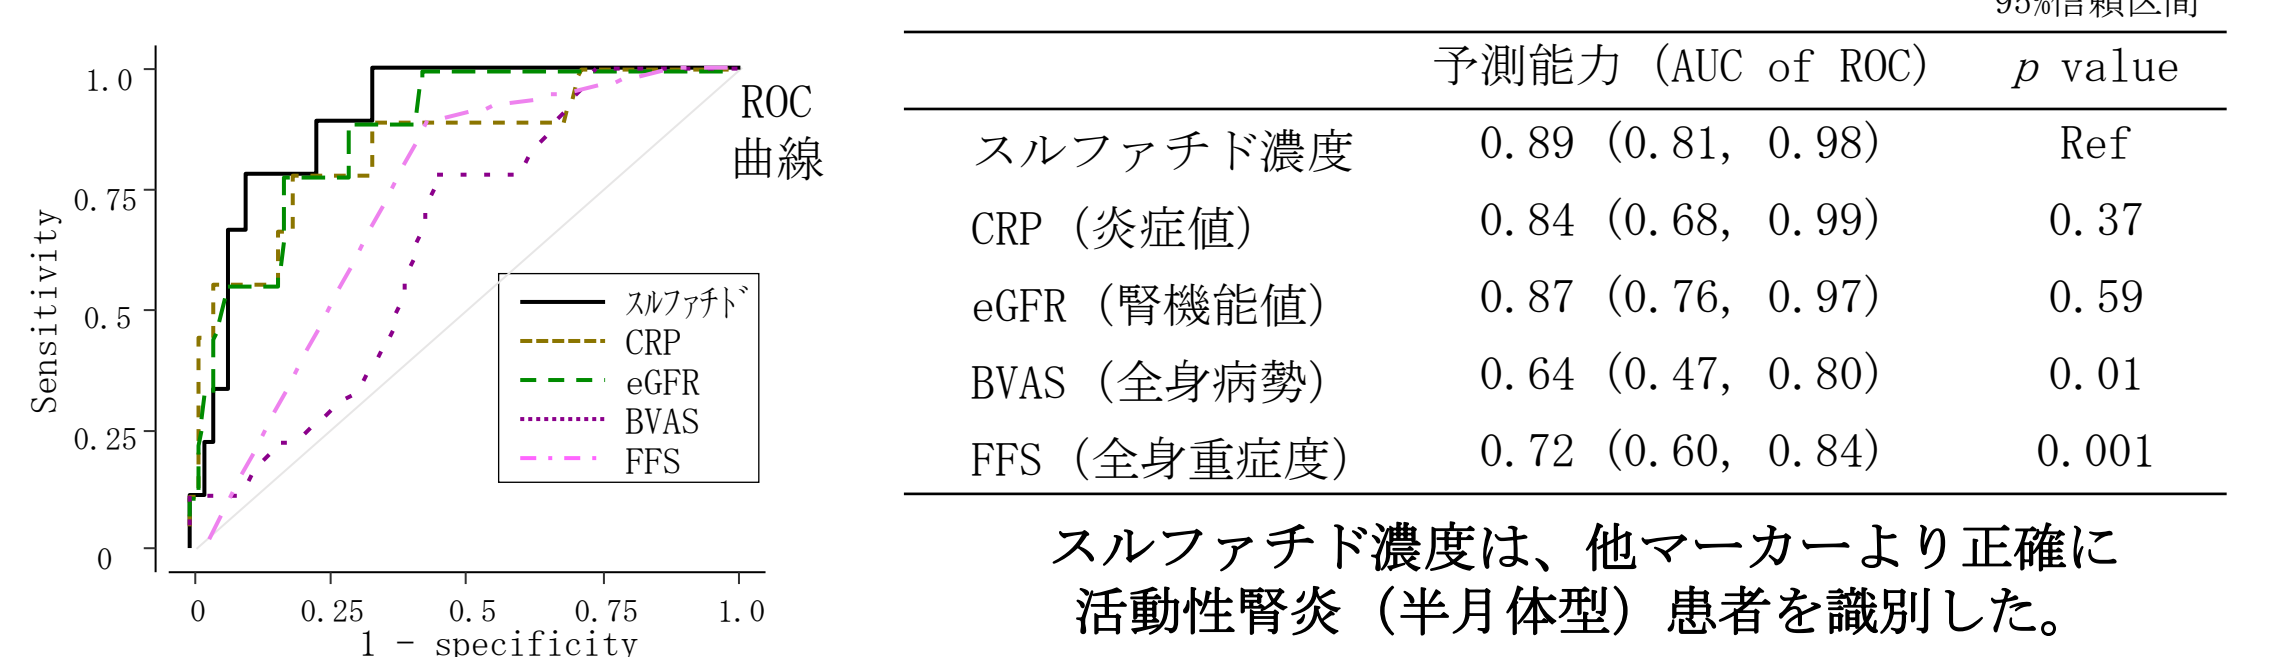 1.0
0.75
0.5
0.25
0
Sensitivity
0
0.25
0.5
0.75
1.0
1 - specificity
ROC
曲線
スルファチド
CRP
eGFR
BVAS
FFS
95%信頼区間
予測能力 (AUC of ROC) p value
スルファチド濃度 0.89 (0.81, 0.98) Ref
CRP (炎症値) 0.84 (0.68, 0.99) 0.37
eGFR (腎機能値) 0.87 (0.76, 0.97) 0.59
BVAS (全身病勢) 0.64 (0.47, 0.80) 0.01
FFS (全身重症度) 0.72 (0.60, 0.84) 0.001
スルファチド濃度は、他マーカーより正確に
活動性腎炎（半月体型）患者を識別した。